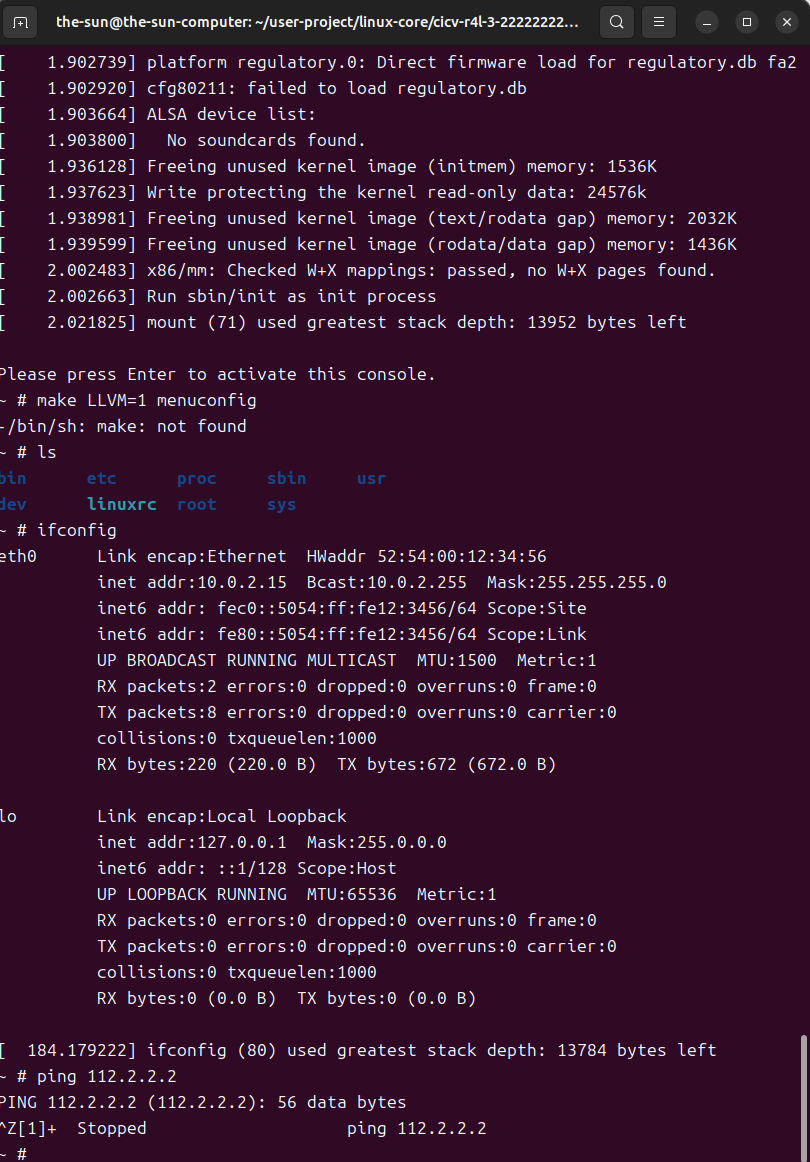 the-sun@the-sun-computer: ~/user-project/linux-core/cicv-r4l-3-22222222...
[    1.902739] platform regulatory.0: Direct firmware load for regulatory.db fa2
[    1.902920] cfg80211: failed to load regulatory.db
[    1.903664] ALSA device list:
[    1.903800]   No soundcards found.
[    1.936128] Freeing unused kernel image (initmem) memory: 1536K
[    1.937623] Write protecting the kernel read-only data: 24576k
[    1.938981] Freeing unused kernel image (text/rodata gap) memory: 2032K
[    1.939599] Freeing unused kernel image (rodata/data gap) memory: 1436K
[    2.002483] x86/mm: Checked W+X mappings: passed, no W+X pages found.
[    2.002663] Run sbin/init as init process
[    2.021825] mount (71) used greatest stack depth: 13952 bytes left
Please press Enter to activate this console.
~ # make LLVM=1 menuconfig
-/bin/sh: make: not found
~ # ls
bin      etc      proc     sbin     usr
dev      linuxrc  root     sys
~ # ifconfig
eth0      Link encap:Ethernet  HWaddr 52:54:00:12:34:56
          inet addr:10.0.2.15  Bcast:10.0.2.255  Mask:255.255.255.0
          inet6 addr: fec0::5054:ff:fe12:3456/64 Scope:Site
          inet6 addr: fe80::5054:ff:fe12:3456/64 Scope:Link
          UP BROADCAST RUNNING MULTICAST  MTU:1500  Metric:1
          RX packets:2 errors:0 dropped:0 overruns:0 frame:0
          TX packets:8 errors:0 dropped:0 overruns:0 carrier:0
          collisions:0 txqueuelen:1000
          RX bytes:220 (220.0 B)  TX bytes:672 (672.0 B)
lo        Link encap:Local Loopback
          inet addr:127.0.0.1  Mask:255.0.0.0
          inet6 addr: ::1/128 Scope:Host
          UP LOOPBACK RUNNING  MTU:65536  Metric:1
          RX packets:0 errors:0 dropped:0 overruns:0 frame:0
          TX packets:0 errors:0 dropped:0 overruns:0 carrier:0
          collisions:0 txqueuelen:1000
          RX bytes:0 (0.0 B)  TX bytes:0 (0.0 B)
[  184.179222] ifconfig (80) used greatest stack depth: 13784 bytes left
~ # ping 112.2.2.2
PING 112.2.2.2 (112.2.2.2): 56 data bytes
^Z[1]+  Stopped                    ping 112.2.2.2
~ #